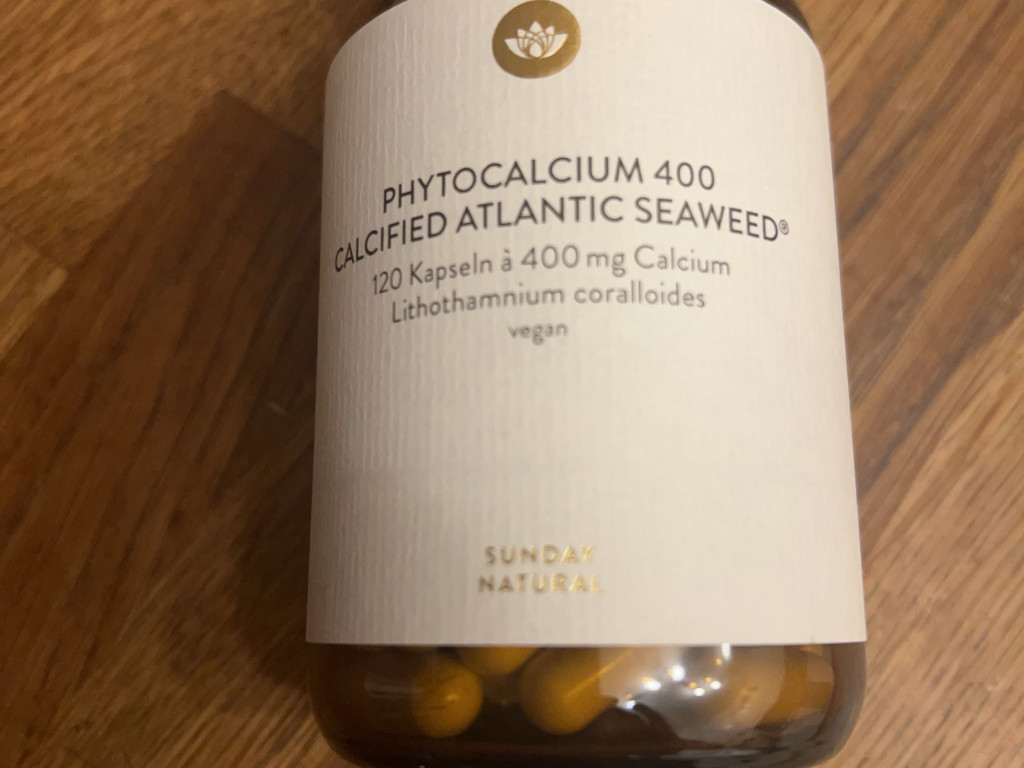 PHYTOCALCIUM 400
CALCIFIED ATLANTIC SEAWEED®
120 Kapseln à 400 mg Calcium
Lithothamnium coralloides
vegan
SUNDAY
NATURAL